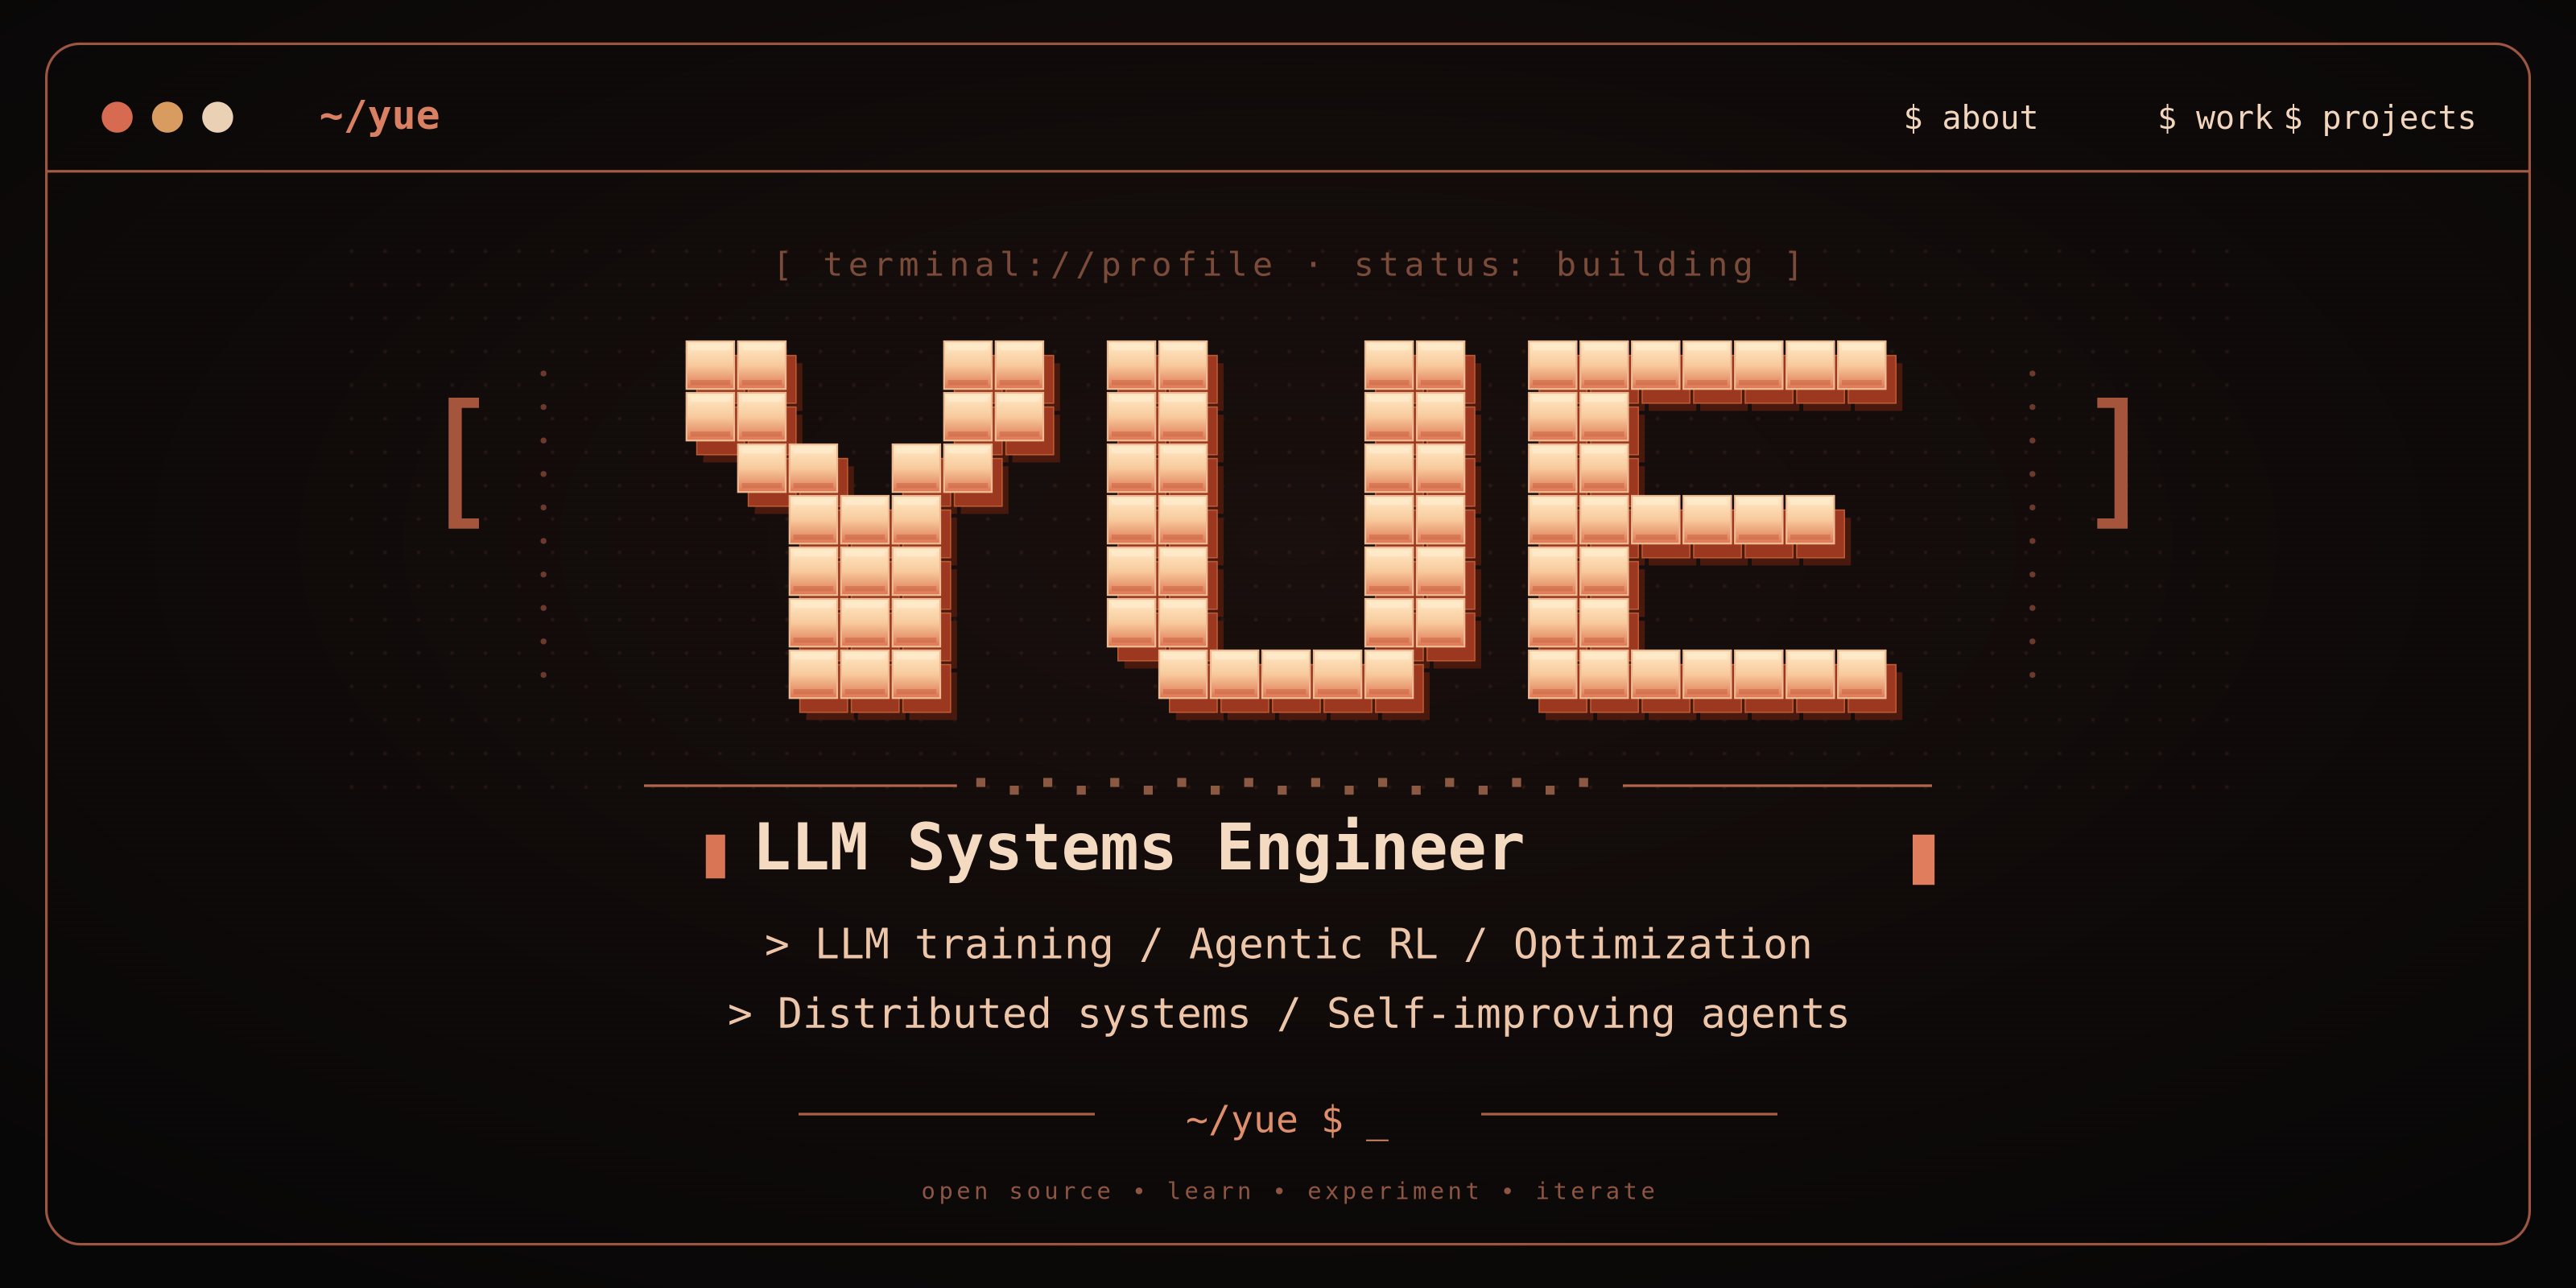 ~/yue $ about $ work $ projects
[ terminal://profile · status: building ]
[ YUE ]
LLM Systems Engineer
> LLM training / Agentic RL / Optimization
> Distributed systems / Self-improving agents
~/yue $ _
open source • learn • experiment • iterate